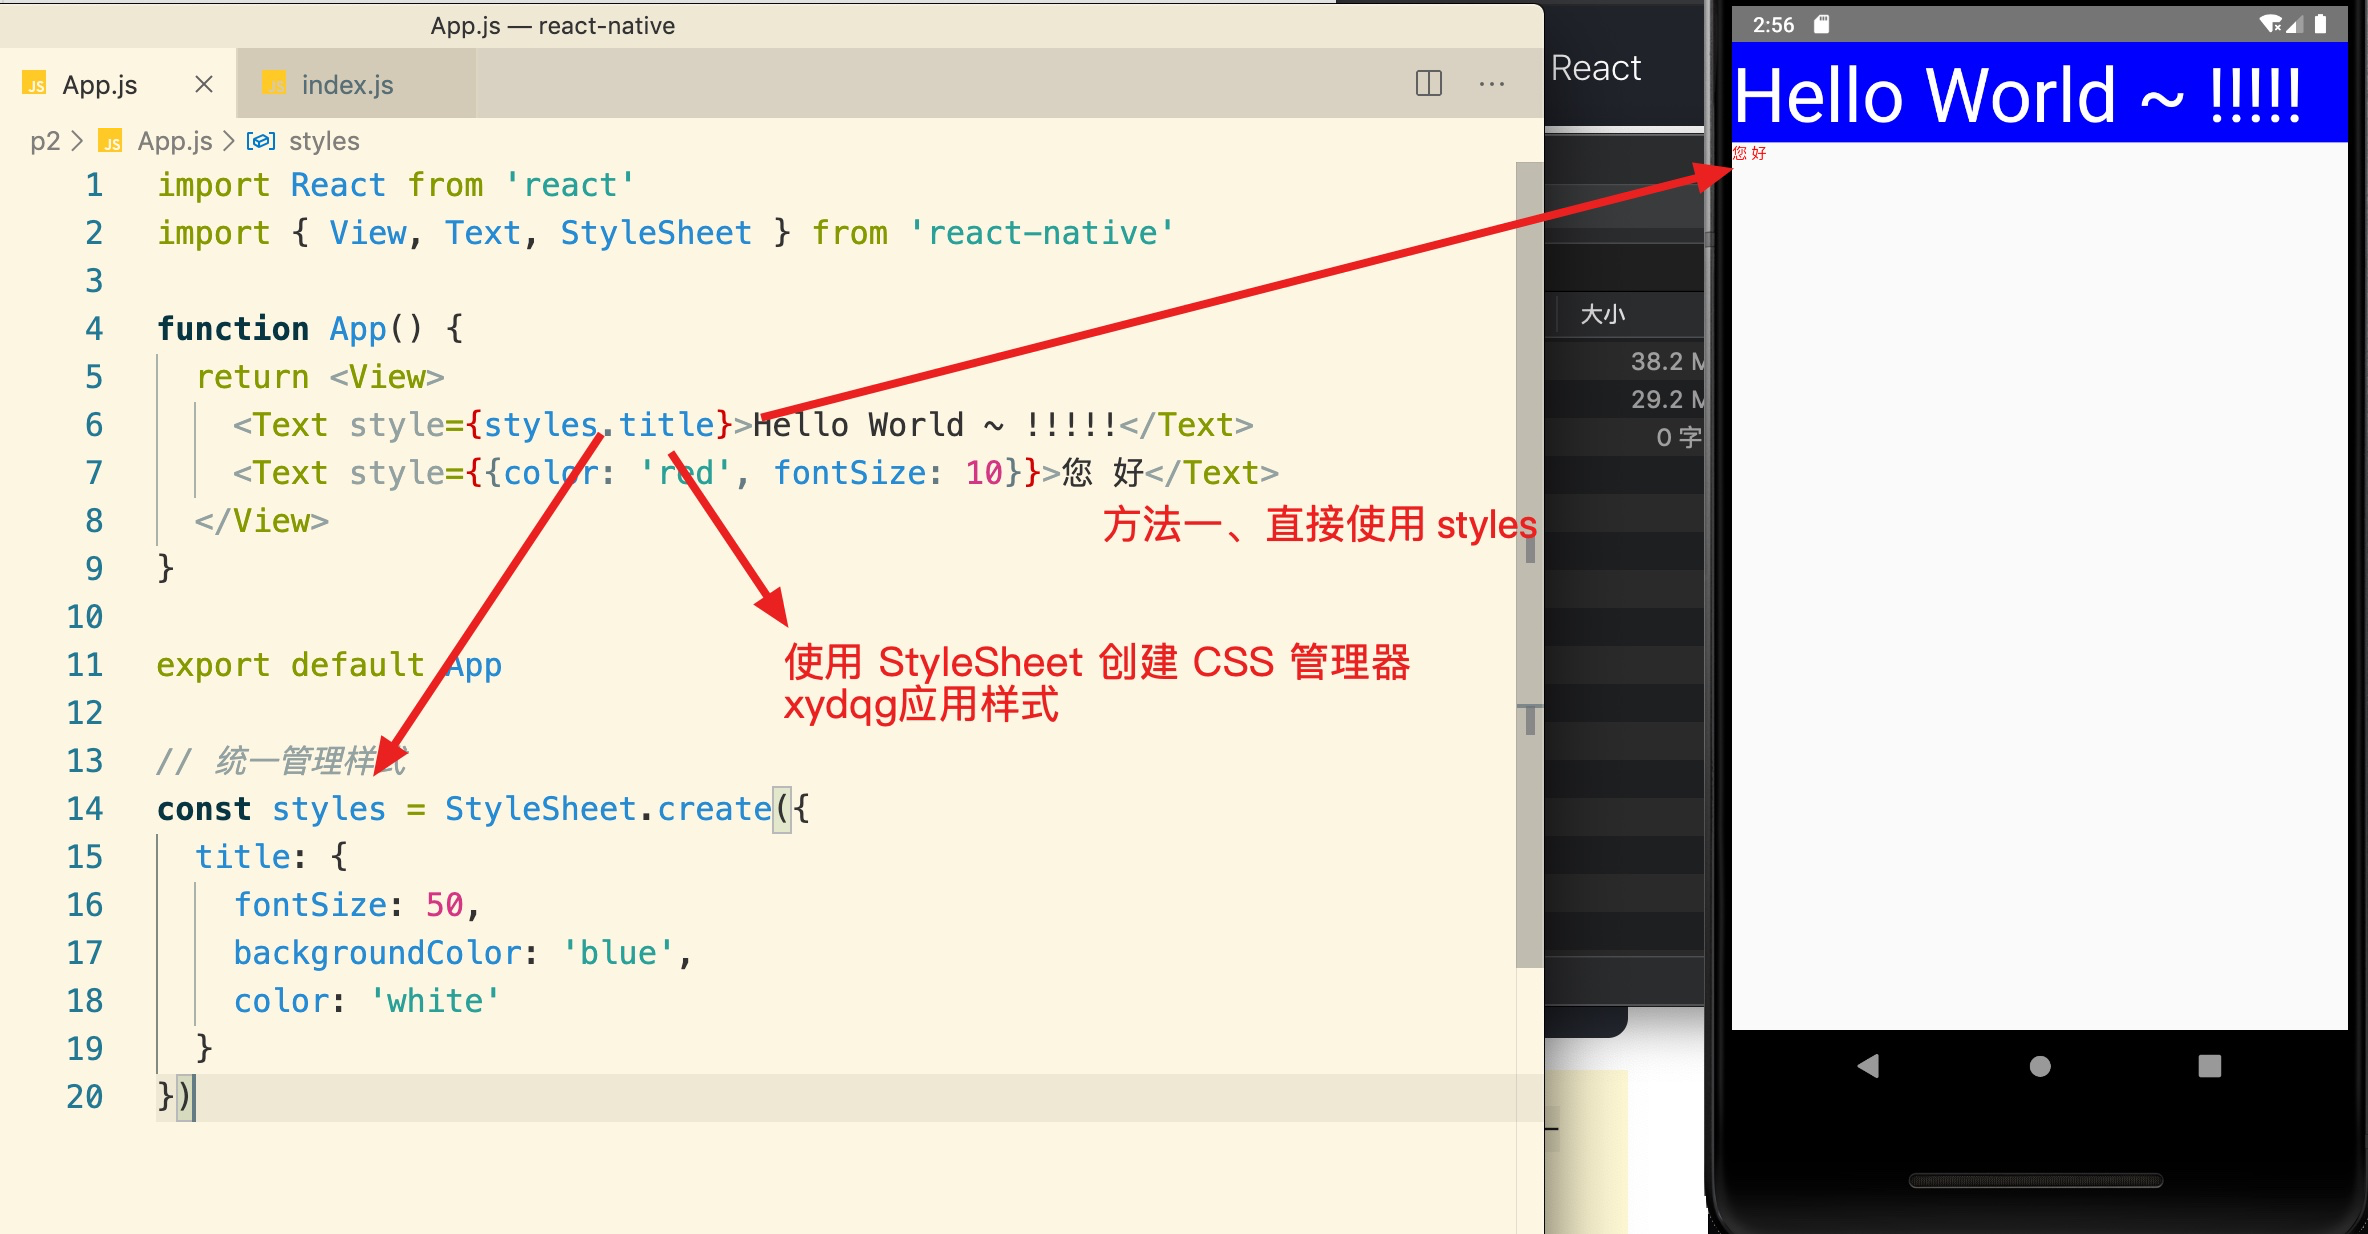 App.js — react-native
App.js
index.js
p2 > App.js > styles
1 import React from 'react'
2 import { View, Text, StyleSheet } from 'react-native'
3
4 function App() {
5 return <View>
6 <Text style={styles.title}>Hello World ~ !!!!!</Text>
7 <Text style={{color: 'red', fontSize: 10}}>您 好</Text>
方法一、直接使用 styles
8 </View>
9 }
10
使用 StyleSheet 创建 CSS 管理器
11 export default App
xydqg应用样式
12
13 // 统一管理样式
14 const styles = StyleSheet.create({
15 title: {
16 fontSize: 50,
17 backgroundColor: 'blue',
18 color: 'white'
19 }
20 })
React
大小
38.2 M
29.2 M
0 字
2:56
Hello World ~ !!!!!
您 好